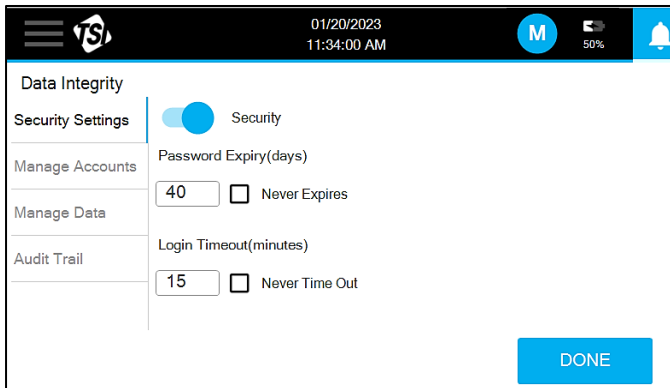 TSI
01/20/2023
11:34:00 AM
M
50%
Data Integrity
Security Settings
Security
Manage Accounts
Password Expiry(days)
40
Never Expires
Manage Data
Audit Trail
Login Timeout(minutes)
15
Never Time Out
DONE